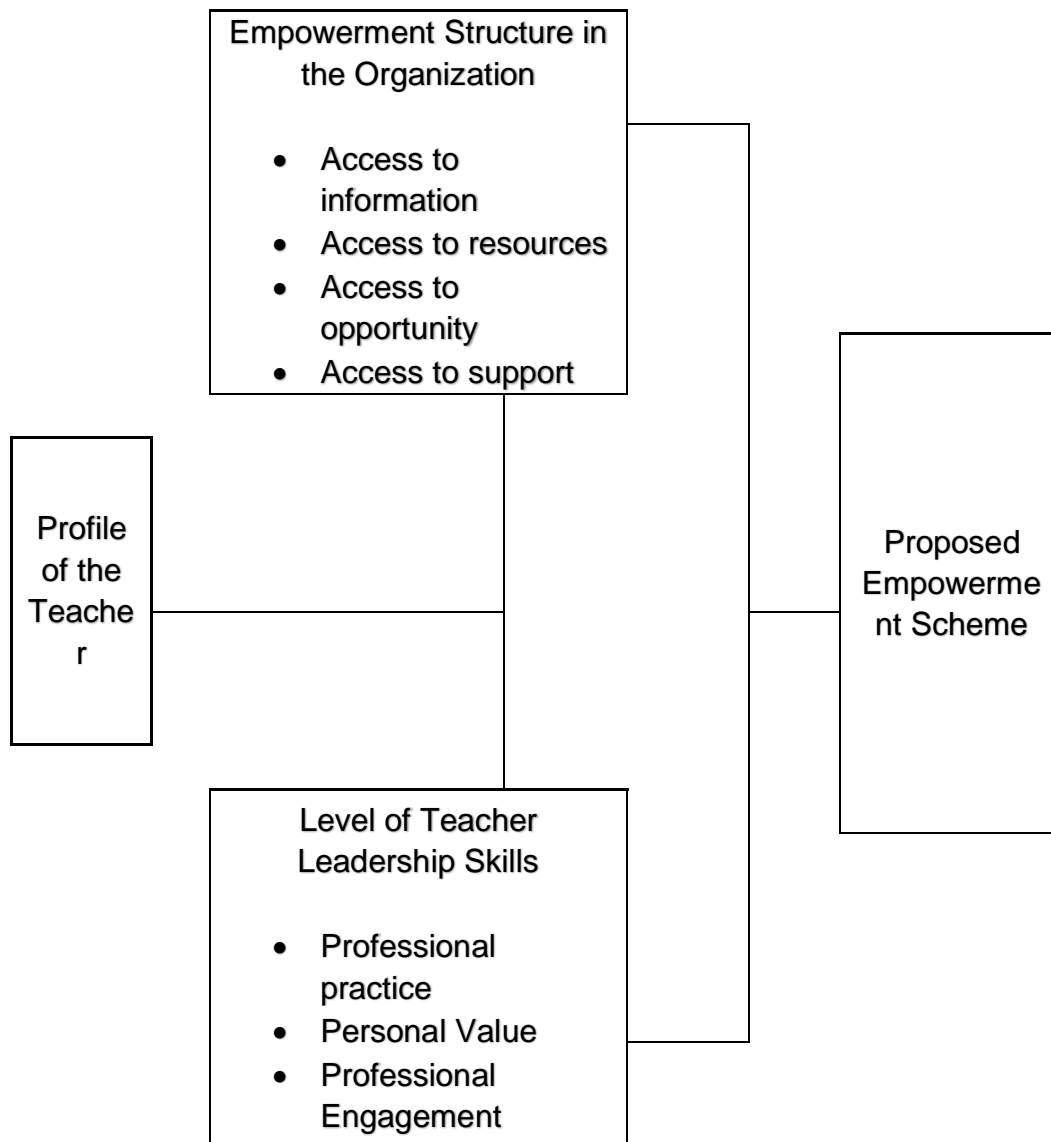 Empowerment Structure in
the Organization
• Access to
information
• Access to resources
• Access to
opportunity
• Access to support
Profile
of the
Teache
r
Proposed
Empowerme
nt Scheme
Level of Teacher
Leadership Skills
• Professional
practice
• Personal Value
• Professional
Engagement